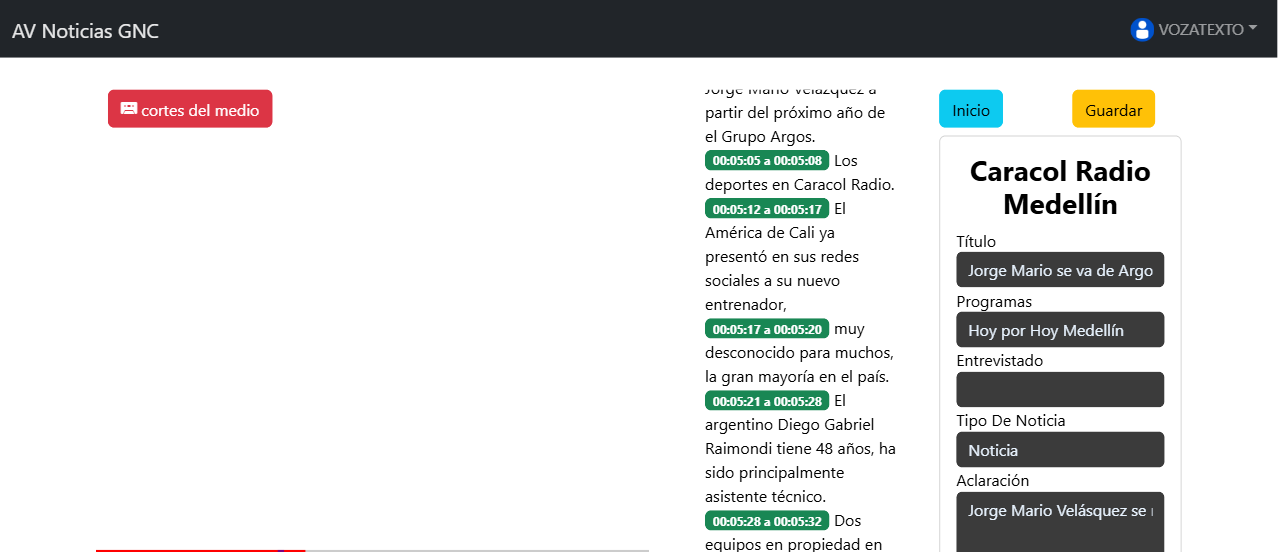 AV Noticias GNC
VOZATEXTO
cortes del medio
Jorge Mario Velázquez a
partir del próximo año de
el Grupo Argos.
00:05:05 a 00:05:08 Los
deportes en Caracol Radio.
00:05:12 a 00:05:17 El
América de Cali ya
presentó en sus redes
sociales a su nuevo
entrenador,
00:05:17 a 00:05:20 muy
desconocido para muchos,
la gran mayoría en el país.
00:05:21 a 00:05:28 El
argentino Diego Gabriel
Raimondi tiene 48 años, ha
sido principalmente
asistente técnico.
00:05:28 a 00:05:32 Dos
equipos en propiedad en
Inicio
Guardar
Caracol Radio
Medellín
Título
Jorge Mario se va de Argo
Programas
Hoy por Hoy Medellín
Entrevistado
Tipo De Noticia
Noticia
Aclaración
Jorge Mario Velásquez se